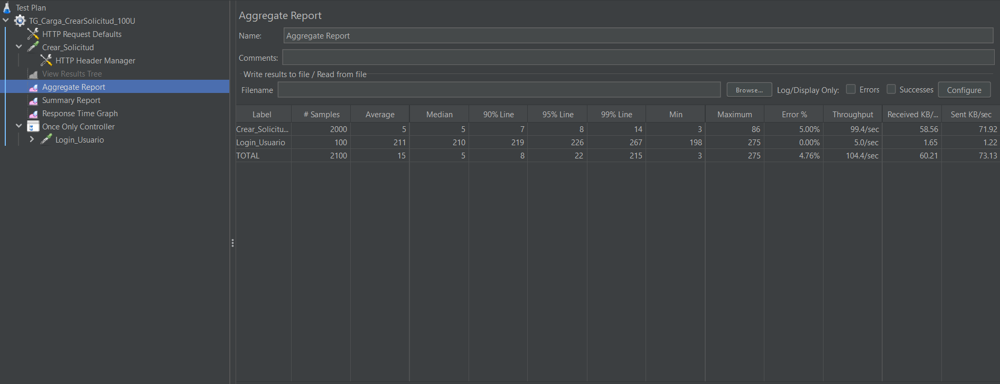 Test Plan
TG_Carga_CrearSolicitud_100U
HTTP Request Defaults
Crear_Solicitud
HTTP Header Manager
View Results Tree
Aggregate Report
Summary Report
Response Time Graph
Once Only Controller
Login_Usuario
Aggregate Report
Name: Aggregate Report
Comments:
Write results to file / Read from file
Filename Browse... Log/Display Only: Errors Successes Configure
Label # Samples Average Median 90% Line 95% Line 99% Line Min Maximum Error % Throughput Received KB/... Sent KB/sec
Crear_Solicitu... 2000 5 5 7 8 14 3 86 5.00% 99.4/sec 58.56 71.92
Login_Usuario 100 211 210 219 226 267 198 275 0.00% 5.0/sec 1.65 1.22
TOTAL 2100 15 5 8 22 215 3 275 4.76% 104.4/sec 60.21 73.13